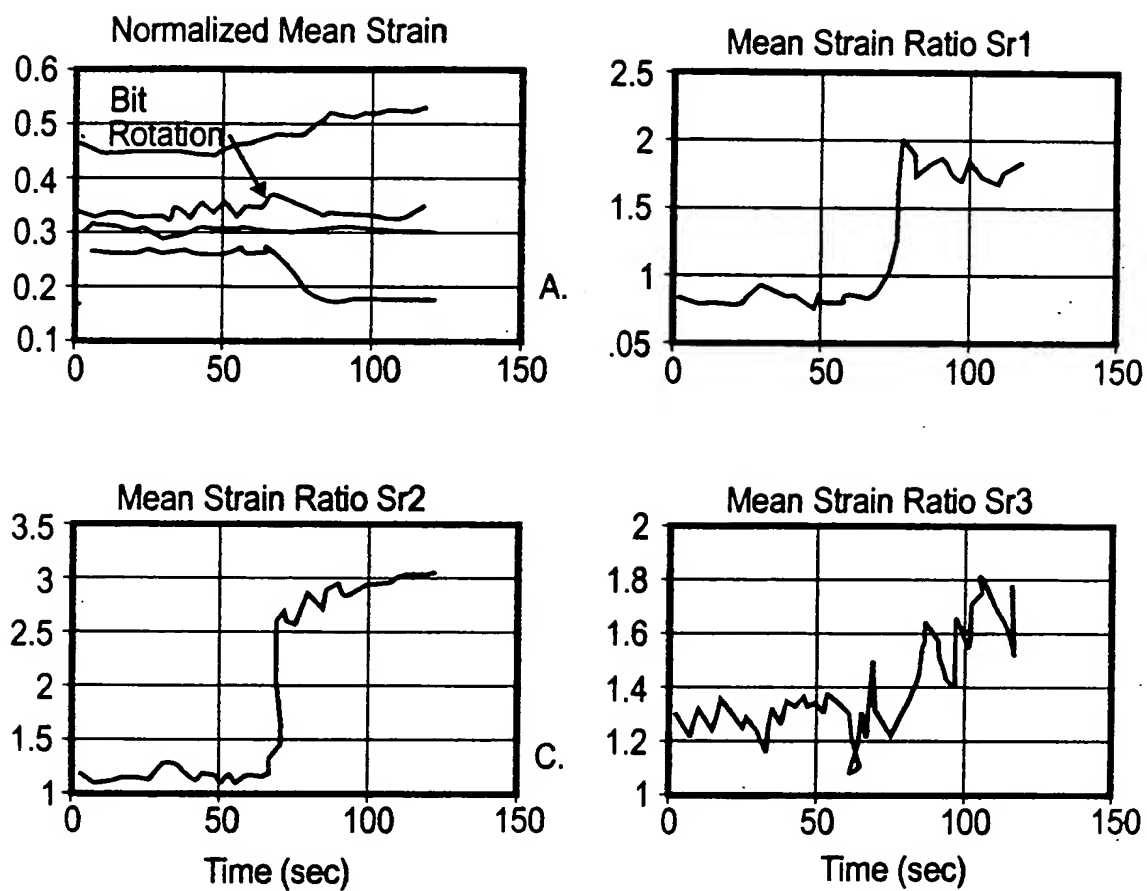 Normalized Mean Strain
0.6
0.5
0.4
0.3
0.2
0.1
Bit
Rotation
0 50 100 150
A.
Mean Strain Ratio Sr1
2.5
2
1.5
1
.05
0 50 100 150
Mean Strain Ratio Sr2
3.5
3
2.5
2
1.5
1
0 50 100 150
Time (sec)
C.
Mean Strain Ratio Sr3
2
1.8
1.6
1.4
1.2
1
0 50 100 150
Time (sec)